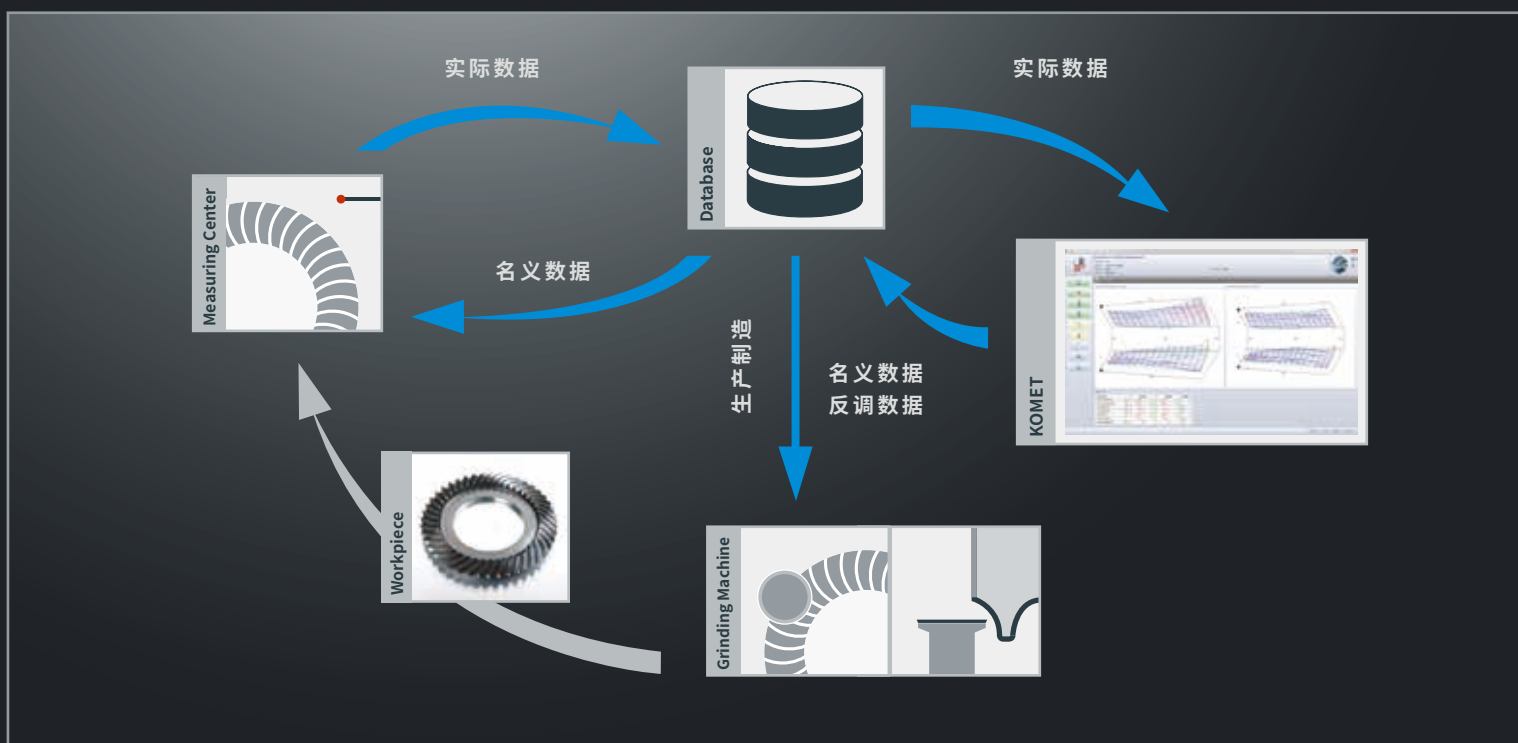 实际数据
实际数据
Database
Measuring Center
名义数据
生产制造
名义数据
反调数据
KOMET
Workpiece
Grinding Machine